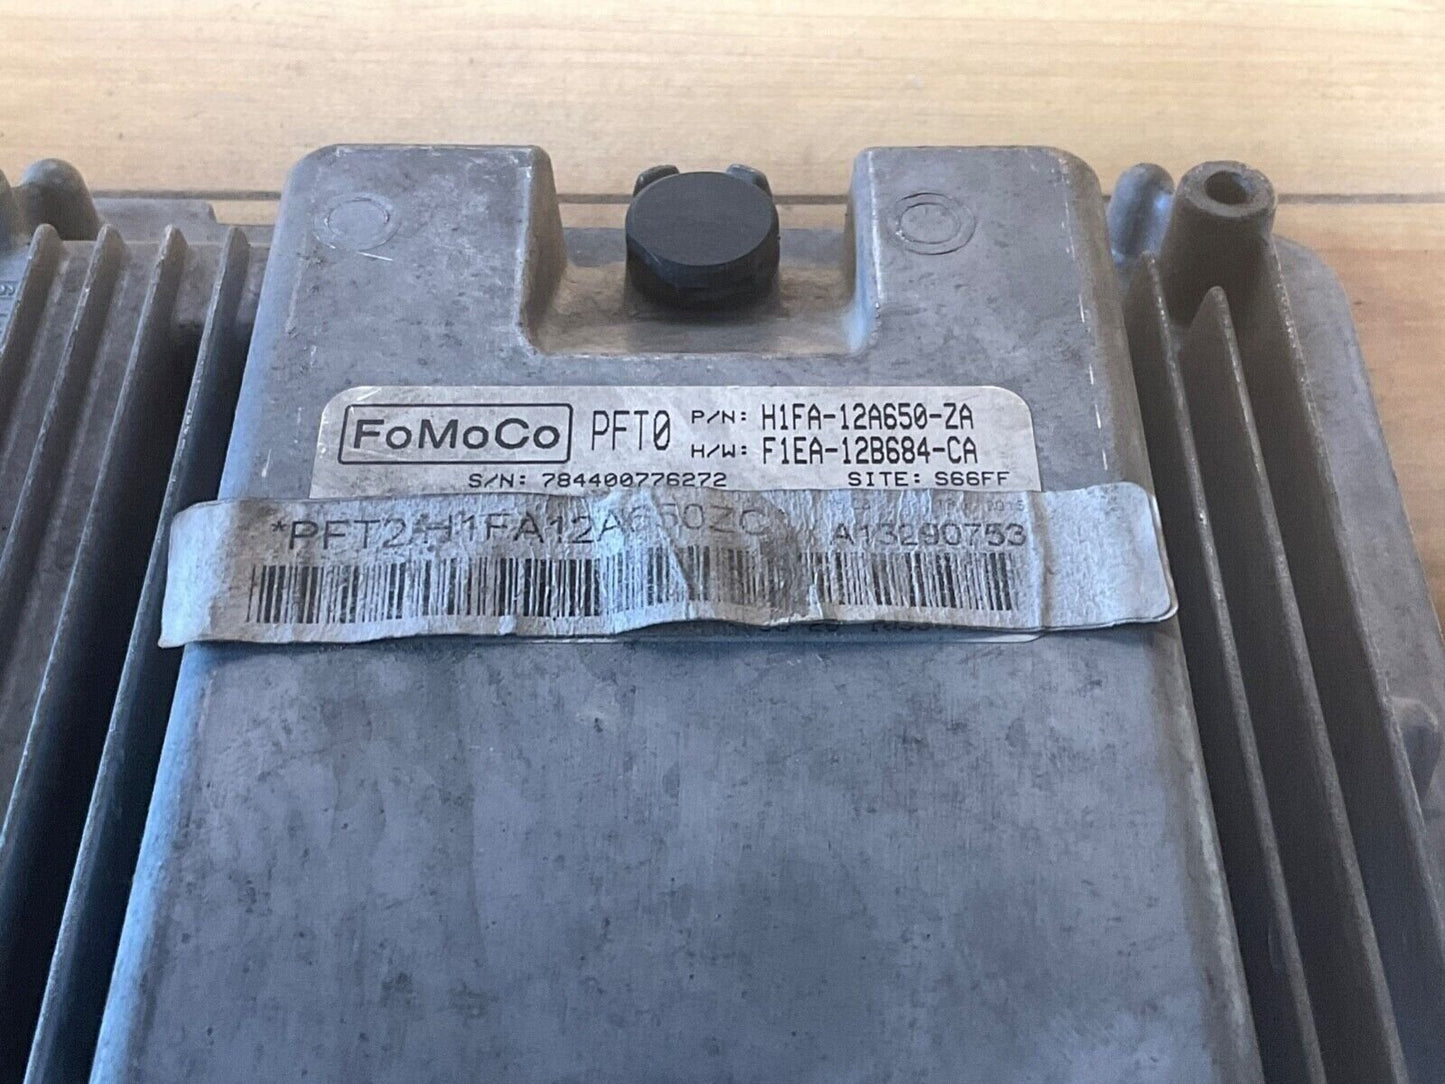 FoMoCo PFT0 P/N: H1FA-12A650-ZA
H/W: F1EA-12B684-CA
S/N: 784400776272 SITE: S66FF
*PFT2/H1FA12A650ZC A13290753